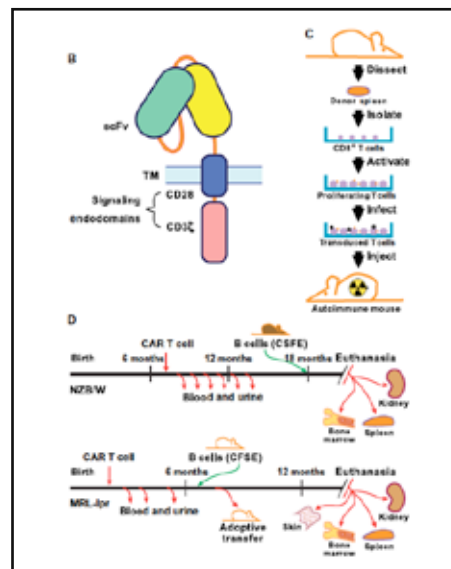 B
scFv
TM
CD28
Signaling
endodomains
CD3ζ
C
Dissect
Donor spleen
Isolate
CD8⁺ T cells
Activate
Proliferating T cells
Infect
Transduced T cells
Inject
Autoimmune mouse
D
CAR T cell
B cells (CSFE)
Birth
6 months
12 months
18 months
Euthanasia
NZB/W
Blood and urine
Kidney
Bone
marrow
Spleen
CAR T cell
B cells (CFSE)
Birth
6 months
12 months
Euthanasia
MRL-lpr
Blood and urine
Adoptive
transfer
Skin
Kidney
Bone
marrow
Spleen